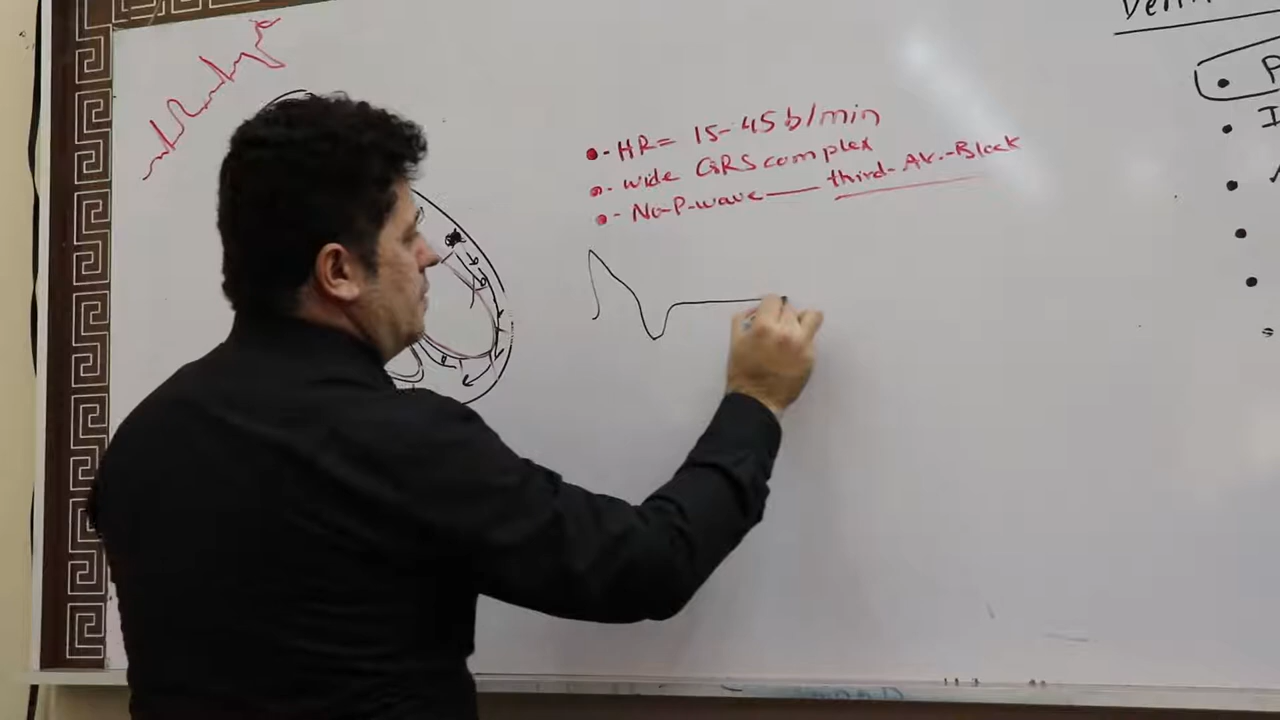 • - HR= 15-45 b/min
• - wide QRS complex
• - No-P-wave — third-Av.-Block
• P
• I